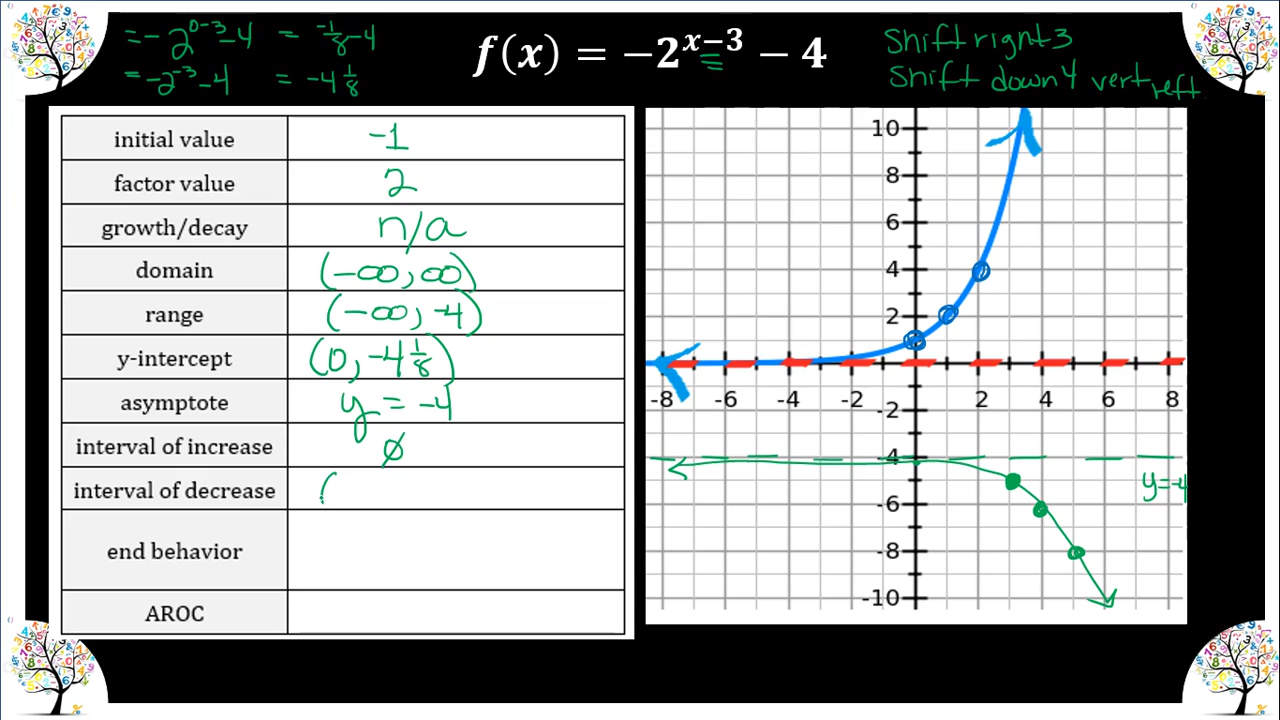 = -2^{0-3} -4 = -1/8 -4
= -2^{-3} -4 = -4 1/8
f(x) = −2^{x−3} − 4
Shift right 3
Shift down 4 vert reft
initial value -1
factor value 2
growth/decay n/a
domain (-∞, ∞)
range (-∞, -4)
y-intercept (0, -4 1/8)
asymptote y = -4
interval of increase ∅
interval of decrease (
end behavior
AROC
10
8
6
4
2
-8 -6 -4 -2 2 4 6 8
-2
-4
y=-4
-6
-8
-10